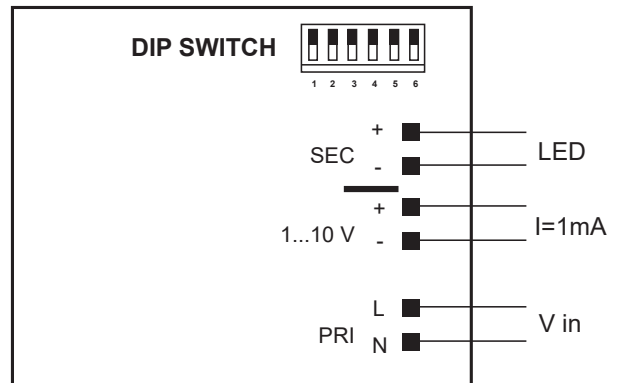 DIP SWITCH
1 2 3 4 5 6
+
SEC
-
LED
+
1...10 V
-
I=1mA
L
PRI
N
V in